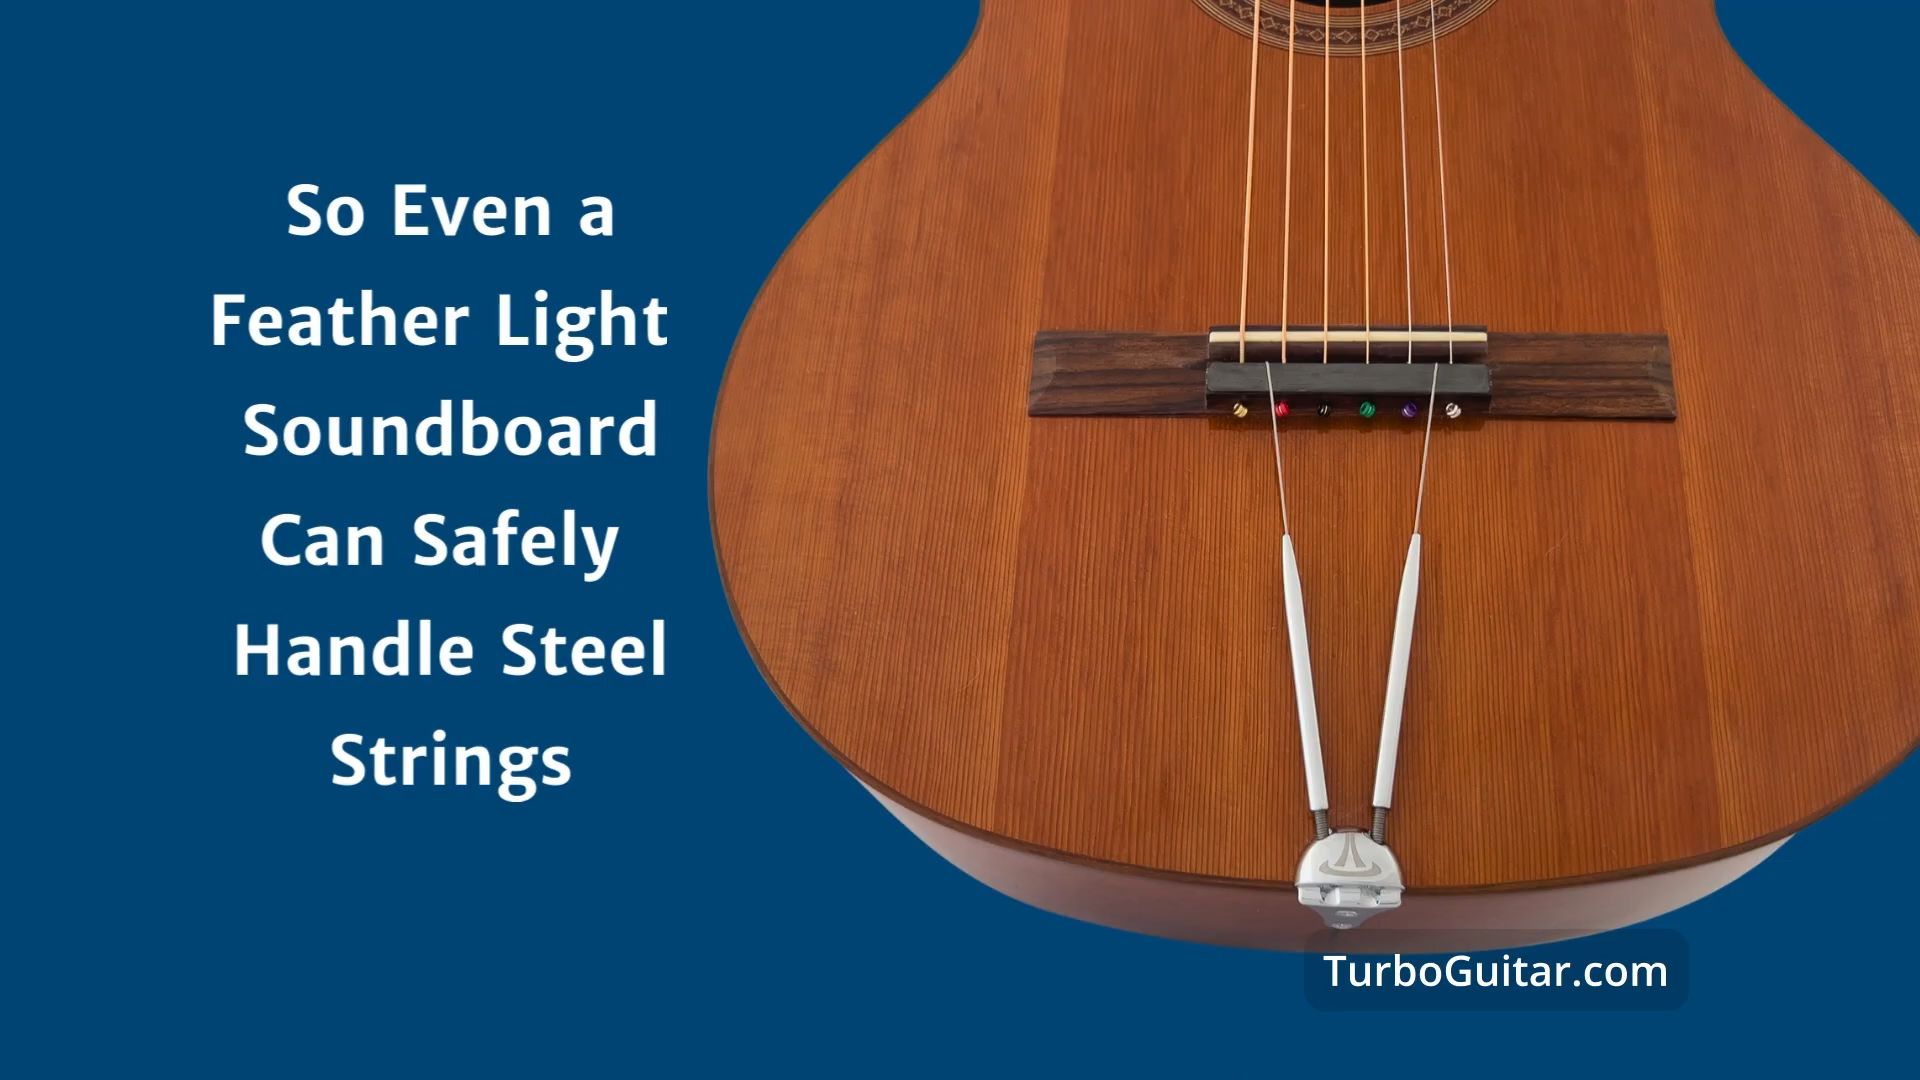 So Even a
Feather Light
Soundboard
Can Safely
Handle Steel
Strings
TurboGuitar.com